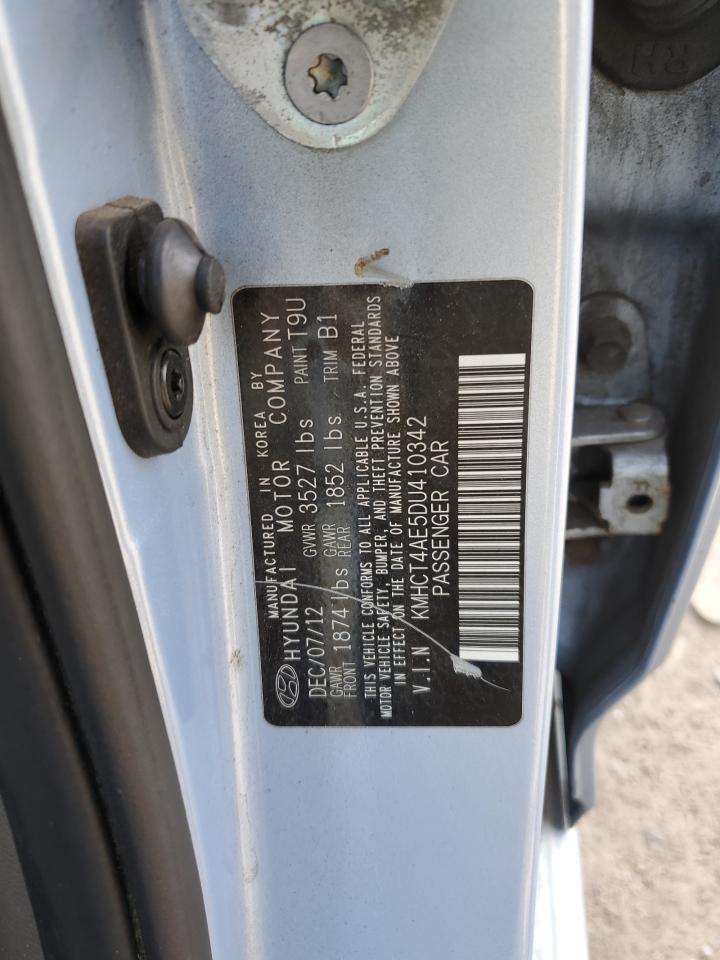 MANUFACTURED IN KOREA BY
HYUNDAI MOTOR COMPANY
DEC/07/12 GVWR 3527 lbs PAINT T9U
GAWR FRONT 1874 lbs GAWR REAR 1852 lbs TRIM B1
THIS VEHICLE CONFORMS TO ALL APPLICABLE U.S.A. FEDERAL
MOTOR VEHICLE SAFETY, BUMPER, AND THEFT PREVENTION STANDARDS
IN EFFECT ON THE DATE OF MANUFACTURE SHOWN ABOVE
V.I.N KMHCT4AE5DU410342
PASSENGER CAR
RH